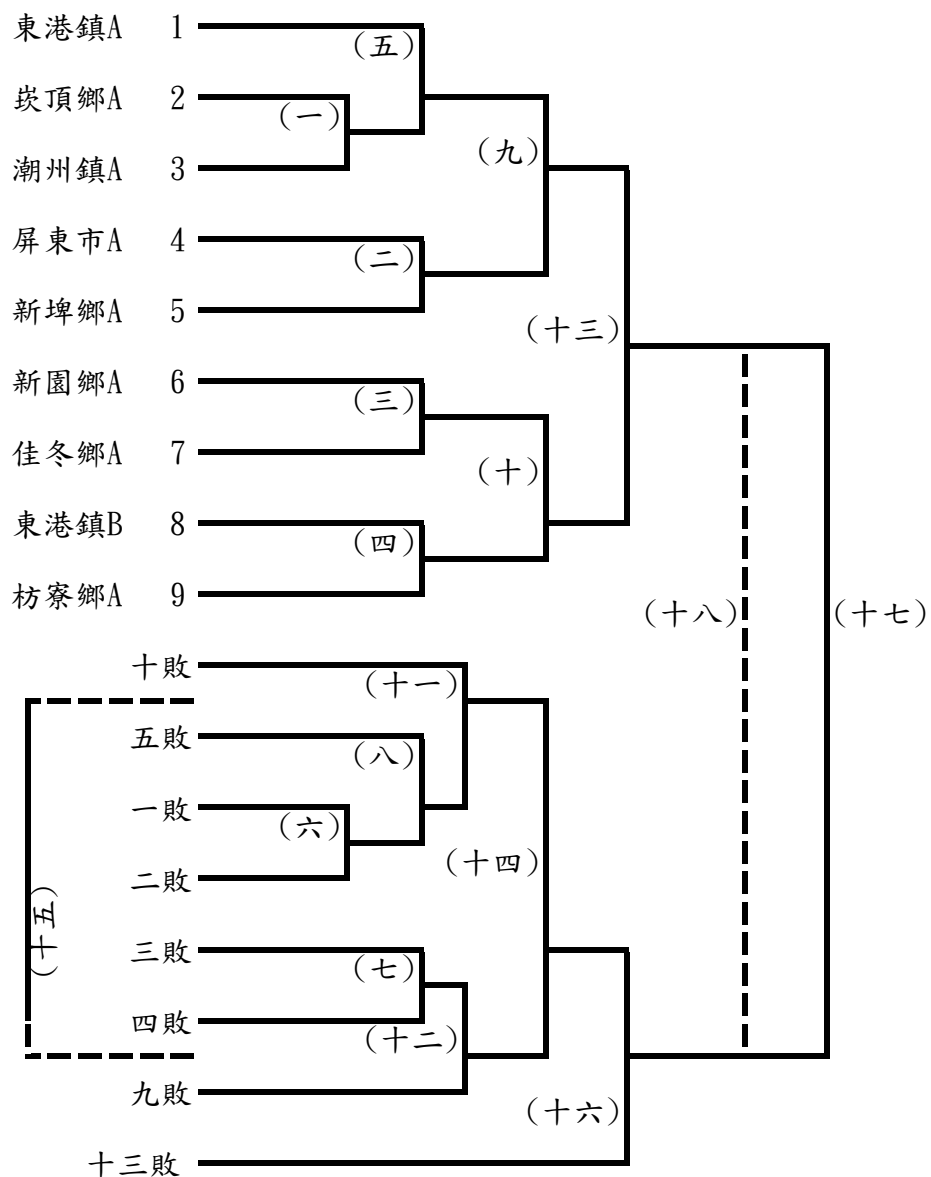 東港鎮A 1
(五)
崁頂鄉A 2
(一)
潮州鎮A 3
(九)
屏東市A 4
(二)
新埤鄉A 5
(十三)
新園鄉A 6
(三)
佳冬鄉A 7
(十)
東港鎮B 8
(四)
枋寮鄉A 9
(十八) (十七)
十敗
(十一)
五敗
(八)
一敗
(六)
(十四)
二敗
(十五)
三敗
(七)
四敗
(十二)
九敗
(十六)
十三敗